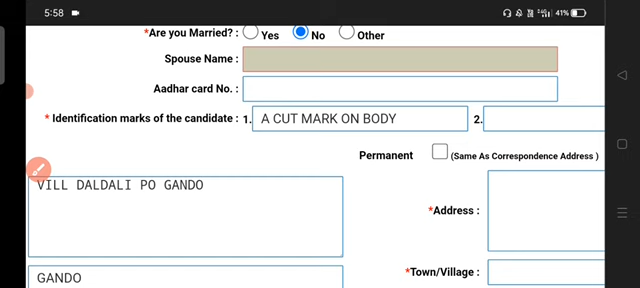 5:58 41%
*Are you Married? : Yes No Other
Spouse Name :
Aadhar card No. :
* Identification marks of the candidate : 1. A CUT MARK ON BODY 2.
Permanent (Same As Correspondence Address )
VILL DALDALI PO GANDO
*Address :
GANDO
*Town/Village :